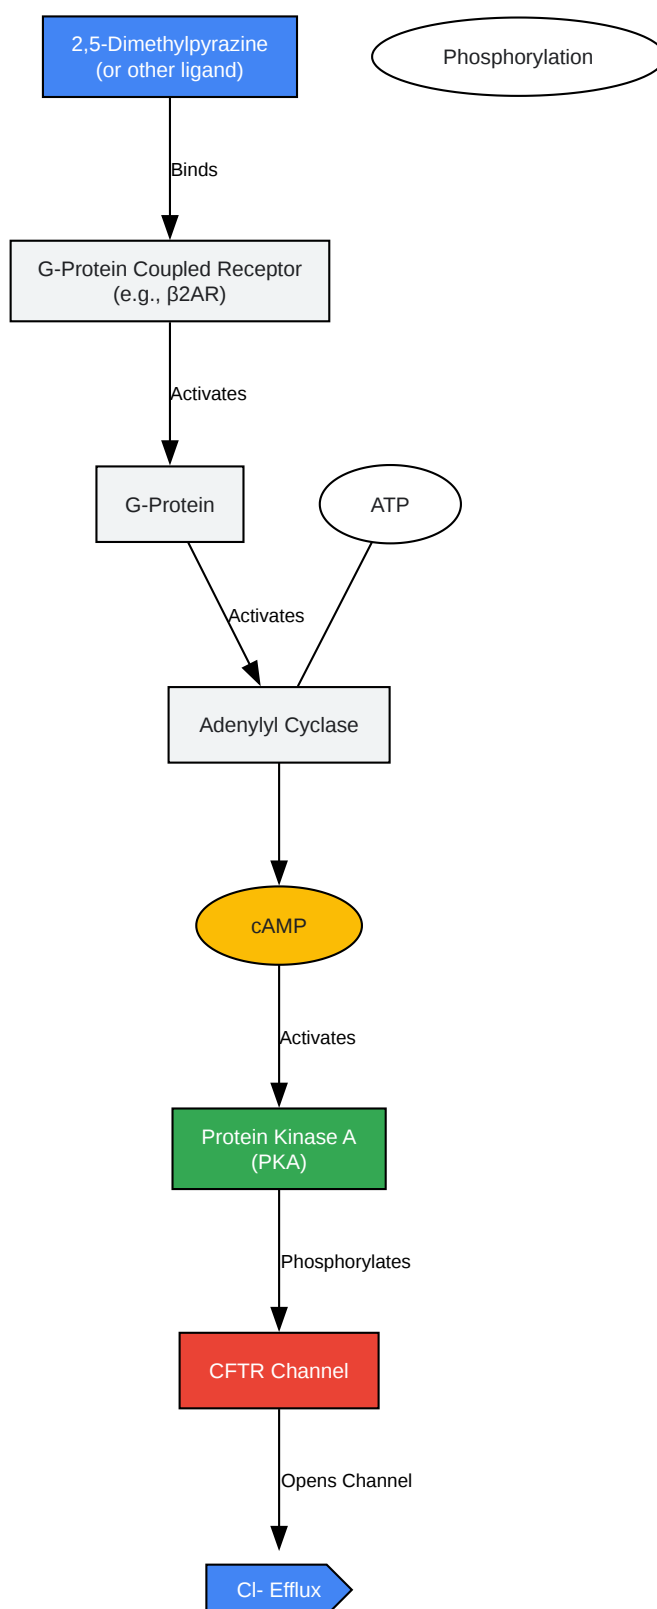 2,5-Dimethylpyrazine
(or other ligand)
Phosphorylation
Binds
G-Protein Coupled Receptor
(e.g., β2AR)
Activates
G-Protein
ATP
Activates
Adenylyl Cyclase
cAMP
Activates
Protein Kinase A
(PKA)
Phosphorylates
CFTR Channel
Opens Channel
Cl- Efflux